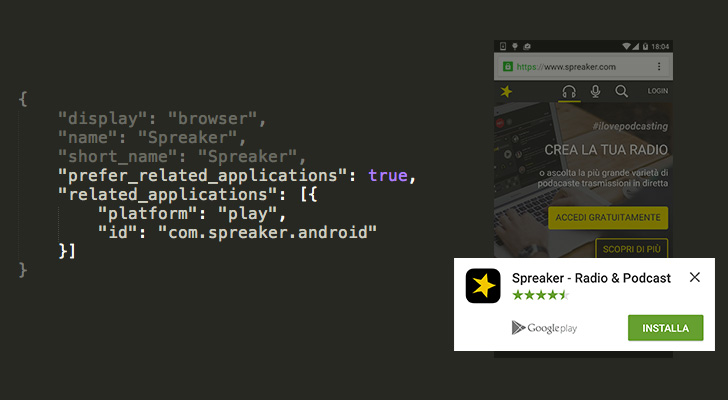 {
"display": "browser",
"name": "Spreaker",
"short_name": "Spreaker",
"prefer_related_applications": true,
"related_applications": [{
"platform": "play",
"id": "com.spreaker.android"
}]
}
18:04
https://www.spreaker.com
LOGIN
#ilovepodcasting
CREA LA TUA RADIO
o ascolta la più grande varietà di
podacaste trasmissioni in diretta
ACCEDI GRATUITAMENTE
SCOPRI DI PIÙ
Spreaker - Radio & Podcast
Google play
INSTALLA